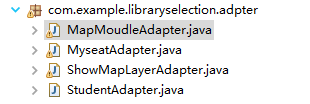 com.example.libraryselection.adpter
MapMoudleAdapter.java
MyseatAdapter.java
ShowMapLayerAdapter.java
StudentAdapter.java